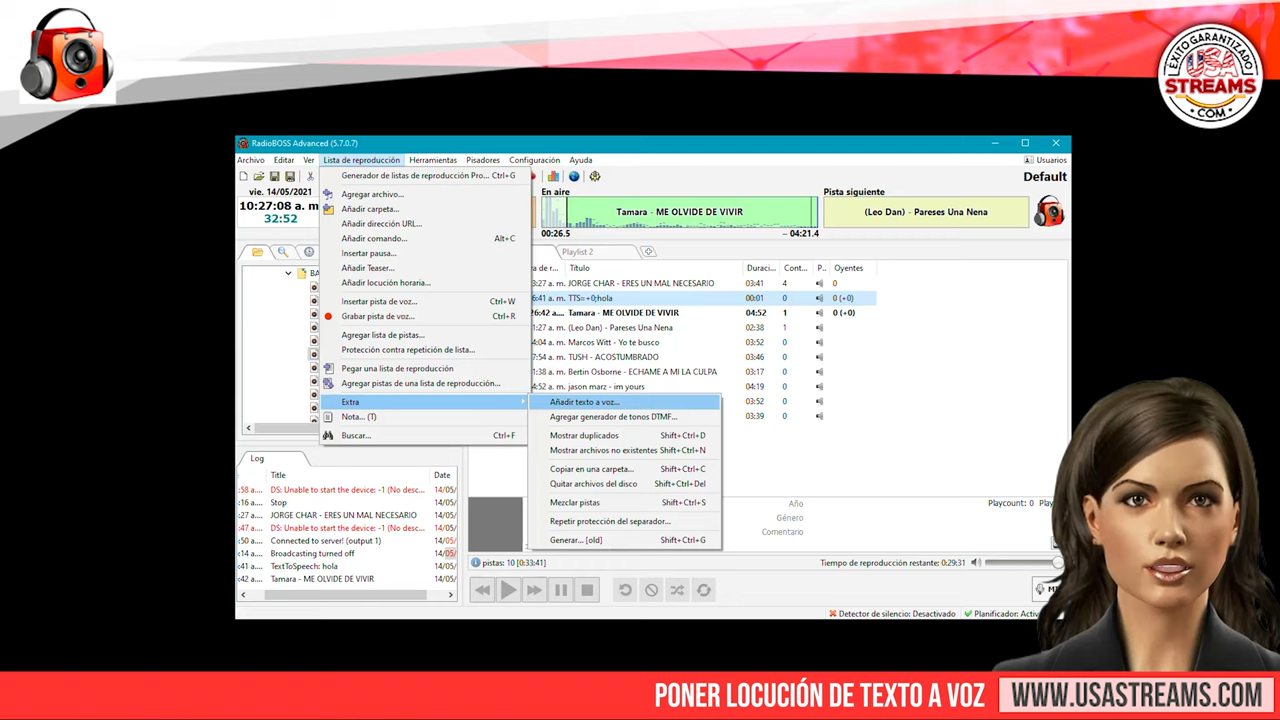 ÉXITO GARANTIZADO
USA
STREAMS
.COM
RadioBOSS Advanced (5.7.0.7)
Archivo Editar Ver Lista de reproducción Herramientas Pisadores Configuración Ayuda Usuarios
vie. 14/05/2021
10:27:08 a. m.
32:52
En aire
Tamara - ME OLVIDE DE VIVIR
00:26.5 – 04:21.4
Pista siguiente
(Leo Dan) - Pareses Una Nena
Default
Generador de listas de reproducción Pro... Ctrl+G
Agregar archivo...
Añadir carpeta...
Añadir dirección URL...
Añadir comando... Alt+C
Insertar pausa...
Añadir Teaser...
Añadir locución horaria...
Insertar pista de voz... Ctrl+W
Grabar pista de voz... Ctrl+R
Agregar lista de pistas...
Protección contra repetición de lista...
Pegar una lista de reproducción
Agregar pistas de una lista de reproducción...
Extra
Nota... (T)
Buscar... Ctrl+F
Añadir texto a voz...
Agregar generador de tonos DTMF...
Mostrar duplicados Shift+Ctrl+D
Mostrar archivos no existentes Shift+Ctrl+N
Copiar en una carpeta... Shift+Ctrl+C
Quitar archivos del disco Shift+Ctrl+Del
Mezclar pistas Shift+Ctrl+S
Repetir protección del separador...
Generar... [old] Shift+Ctrl+G
Playlist 2
a de r... Título Duraci... Cont... P.. Oyentes
3:27 a. m. JORGE CHAR - ERES UN MAL NECESARIO 03:41 4 0
6:41 a. m. TTS=+0;hola 00:01 0 0 (+0)
26:42 a.... Tamara - ME OLVIDE DE VIVIR 04:52 1 0 (+0)
1:27 a. m. (Leo Dan) - Pareses Una Nena 02:38 1
a. m. Marcos Witt - Yo te busco 03:52 0
7:54 a. m. TUSH - ACOSTUMBRADO 03:46 0
a. m. Bertin Osborne - ECHAME A MI LA CULPA 03:17 0
4:52 a. m. jason marz - im yours 04:19 0
03:52 0
03:39 0
BA
Log
Title Date
:58 a.... DS: Unable to start the device: -1 (No desc... 14/05/
:16 a.... Stop 14/05/
:27 a.... JORGE CHAR - ERES UN MAL NECESARIO 14/05/
:47 a.... DS: Unable to start the device: -1 (No desc... 14/05/
:50 a.... Connected to server! (output 1) 14/05/
c14 a.... Broadcasting turned off 14/05/
:41 a.... TextToSpeech: hola 14/05/
:42 a.... Tamara - ME OLVIDE DE VIVIR 14/05/
Año
Género
Comentario
Playcount: 0 Play
pistas: 10 [0:33:41]
Tiempo de reproducción restante: 0:29:31
Detector de silencio: Desactivado Planificador: Activ
PONER LOCUCIÓN DE TEXTO A VOZ
WWW.USASTREAMS.COM